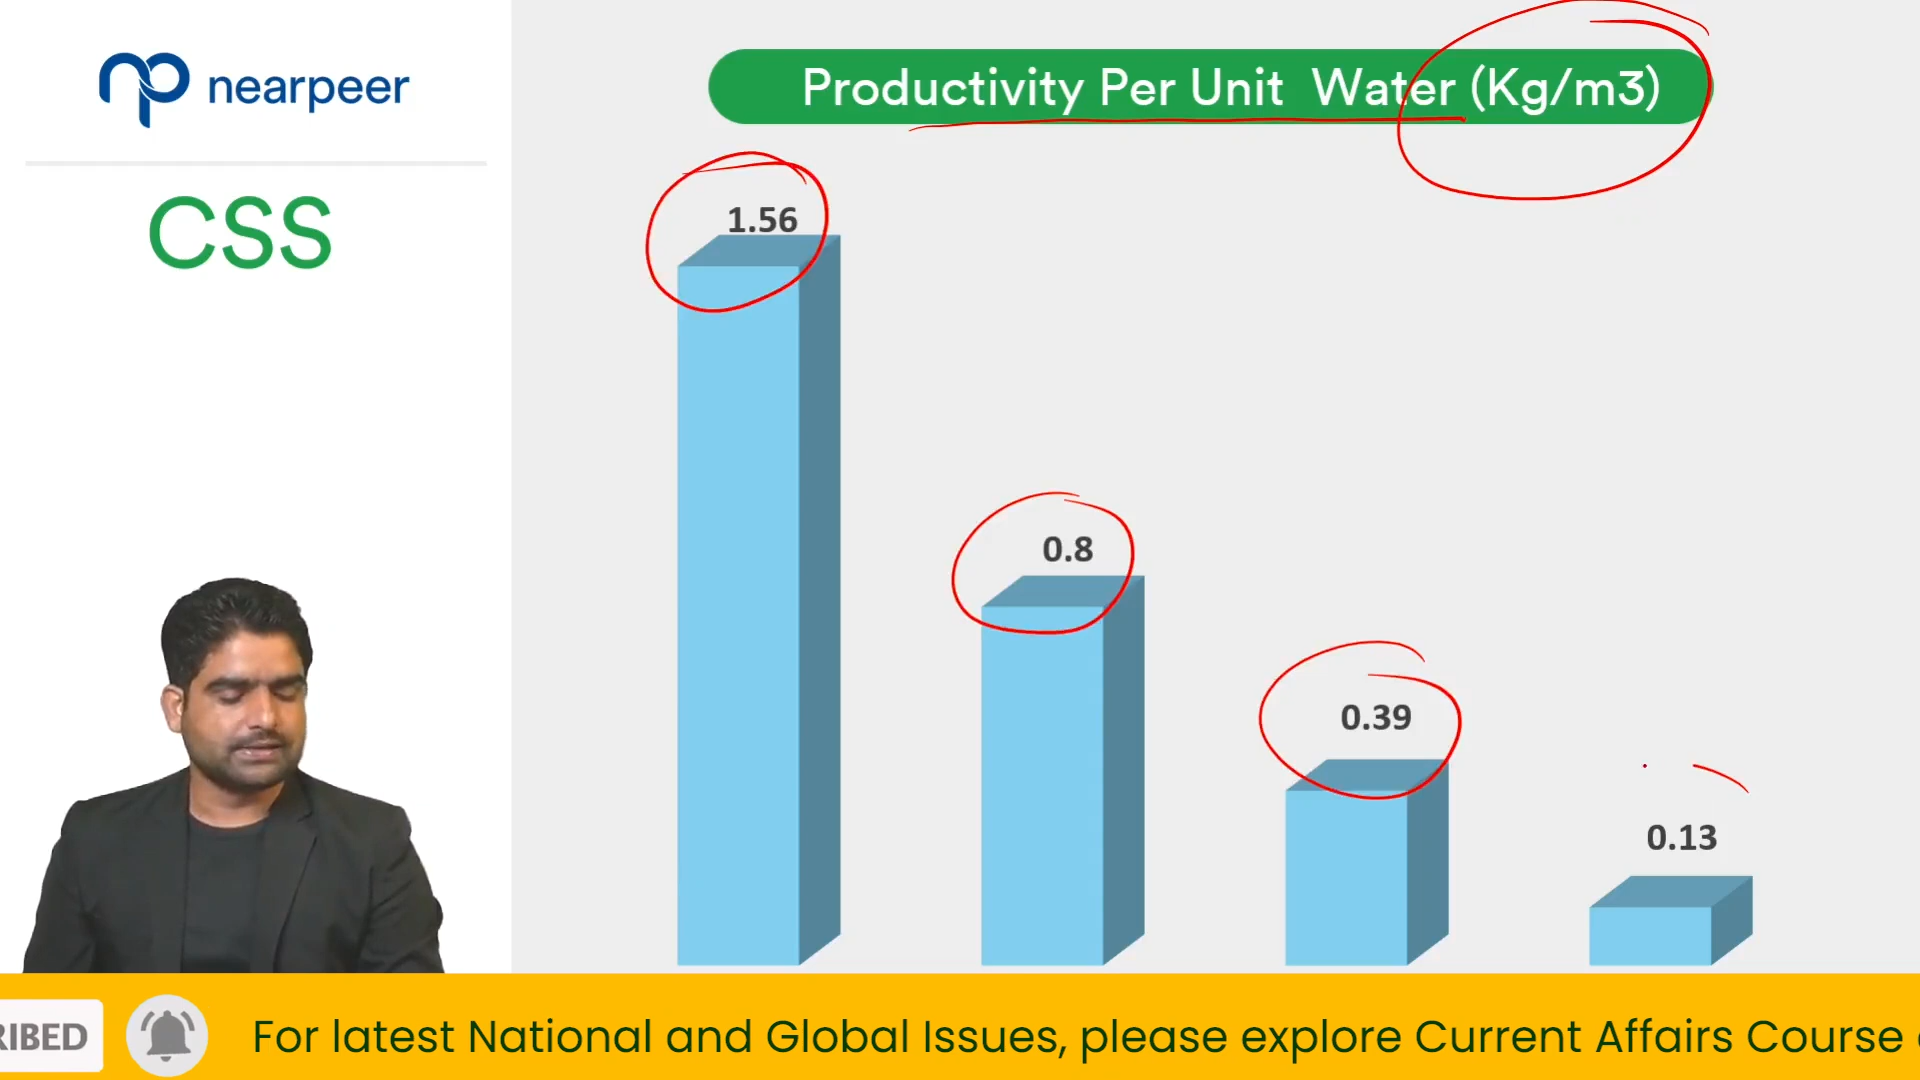 nearpeer
CSS
Productivity Per Unit Water (Kg/m3)
1.56
0.8
0.39
0.13
RIBED
For latest National and Global Issues, please explore Current Affairs Course